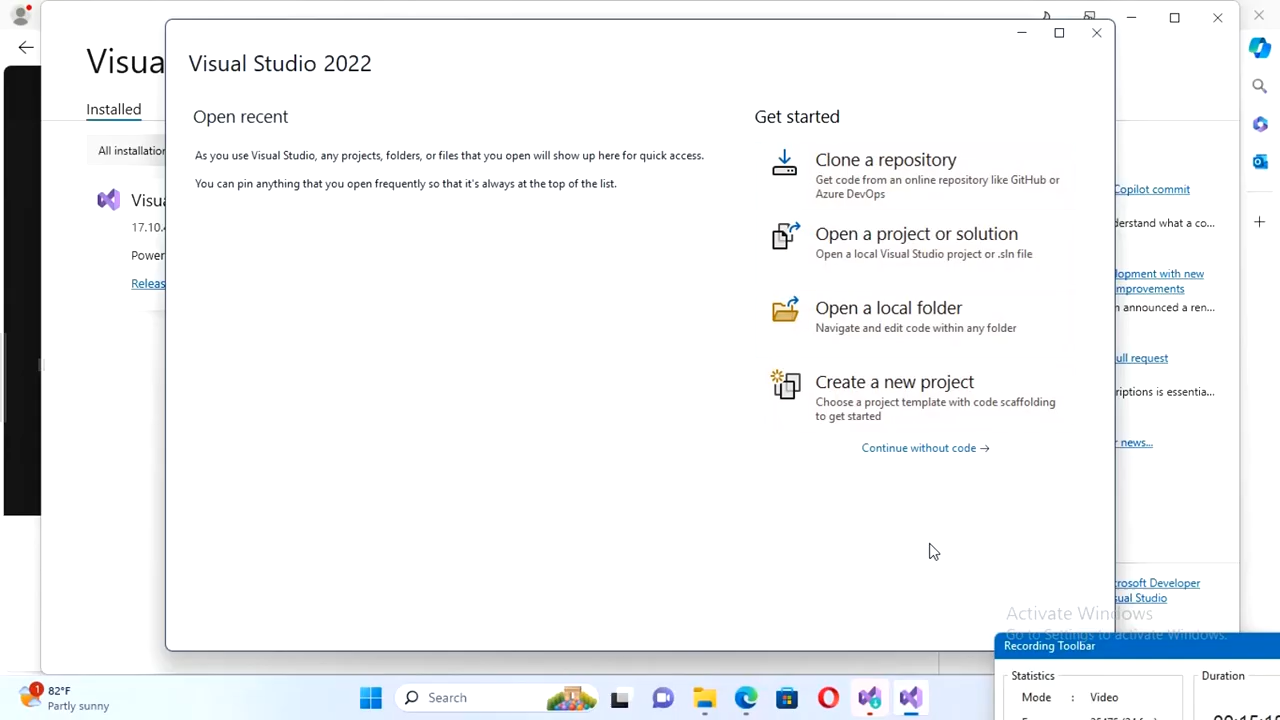 Visual Studio 2022
Open recent
As you use Visual Studio, any projects, folders, or files that you open will show up here for quick access.
You can pin anything that you open frequently so that it's always at the top of the list.
Get started
Clone a repository
Get code from an online repository like GitHub or
Azure DevOps
Open a project or solution
Open a local Visual Studio project or .sln file
Open a local folder
Navigate and edit code within any folder
Create a new project
Choose a project template with code scaffolding
to get started
Continue without code →
Visua
Installed
All installation
Visua
17.10.4
Power
Releas
Copilot commit
derstand what a co...
lopment with new
mprovements
n announced a ren...
ull request
criptions is essentia...
r news...
rosoft Developer
sual Studio
Activate Windows
Go to Settings to activate Windows.
Recording Toolbar
Statistics
Duration
Mode : Video
1
82°F
Partly sunny
Search